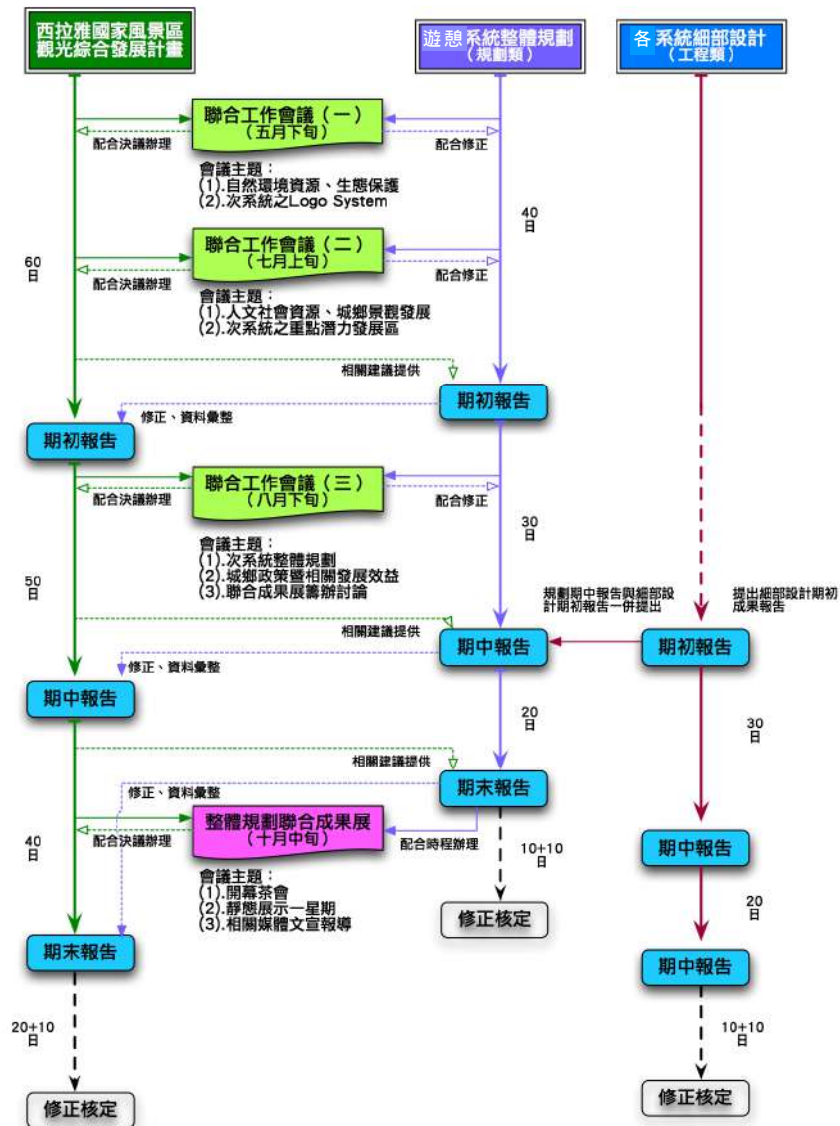 西拉雅國家風景區
觀光綜合發展計畫
遊憩系統整體規劃
（規劃類）
各系統細部設計
（工程類）
聯合工作會議（一）
（五月下旬）
配合決議辦理
配合修正
會議主題：
(1).自然環境資源、生態保護
(2).次系統之Logo System
40
日
60
日
聯合工作會議（二）
（七月上旬）
配合決議辦理
配合修正
會議主題：
(1).人文社會資源、城鄉景觀發展
(2).次系統之重點潛力發展區
相關建議提供
期初報告
修正、資料彙整
期初報告
聯合工作會議（三）
（八月下旬）
配合決議辦理
配合修正
30
日
會議主題：
(1).次系統整體規劃
(2).城鄉政策暨相關發展效益
(3).聯合成果展籌辦討論
50
日
規劃期中報告與細部設
計期初報告一併提出
提出細部設計期初
成果報告
相關建議提供
期中報告
期初報告
修正、資料彙整
期中報告
20
日
30
日
相關建議提供
期末報告
修正、資料彙整
整體規劃聯合成果展
（十月中旬）
配合決議辦理
配合時程辦理
40
日
10+10
日
期中報告
會議主題：
(1).開幕茶會
(2).靜態展示一星期
(3).相關媒體文宣報導
修正核定
20
日
期末報告
期中報告
20+10
日
10+10
日
修正核定
修正核定